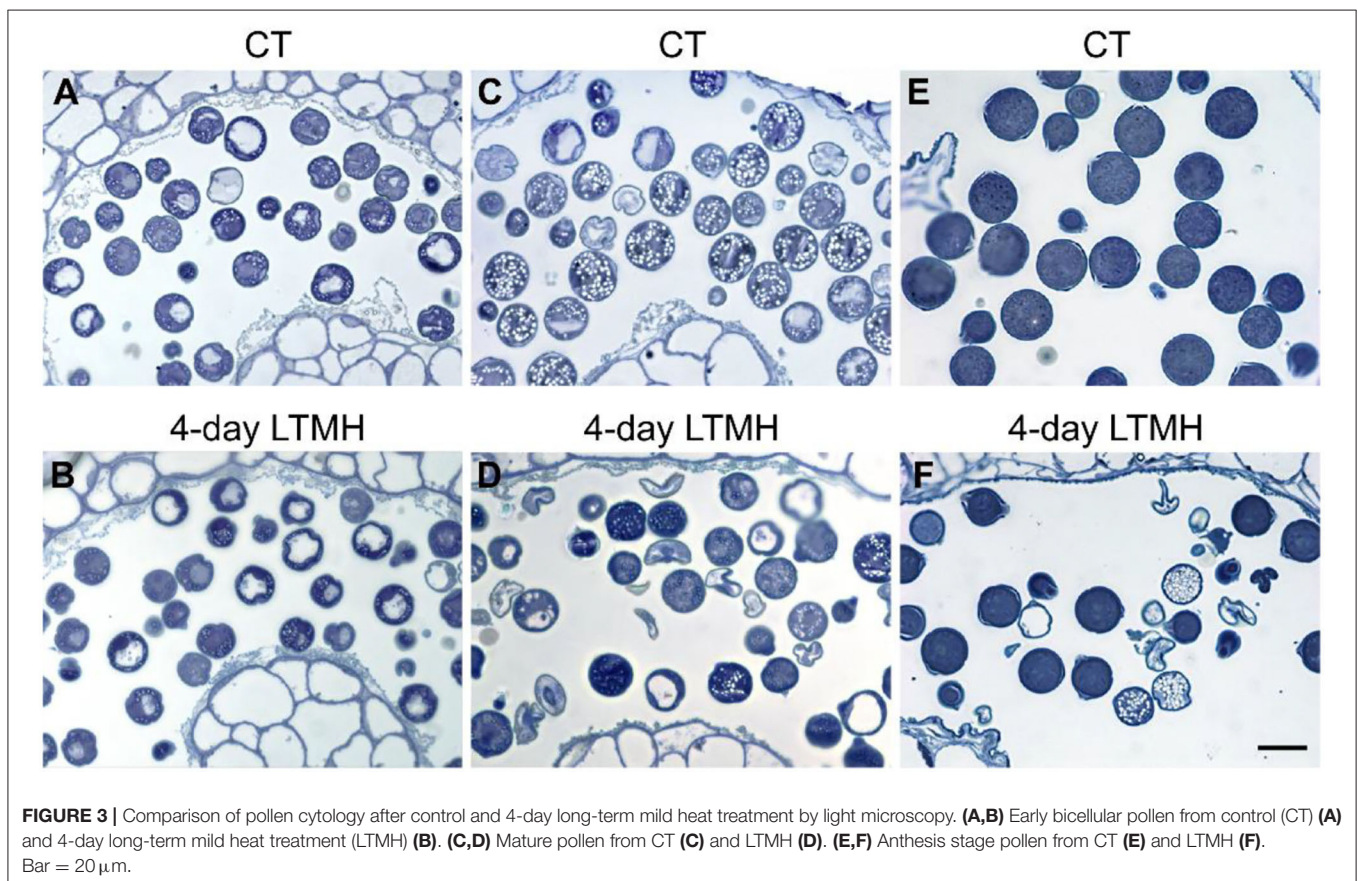 CT
CT
CT
A
C
E
4-day LTMH
4-day LTMH
4-day LTMH
B
D
F
FIGURE 3 | Comparison of pollen cytology after control and 4-day long-term mild heat treatment by light microscopy. (A,B) Early bicellular pollen from control (CT) (A)
and 4-day long-term mild heat treatment (LTMH) (B). (C,D) Mature pollen from CT (C) and LTMH (D). (E,F) Anthesis stage pollen from CT (E) and LTMH (F).
Bar = 20 μm.